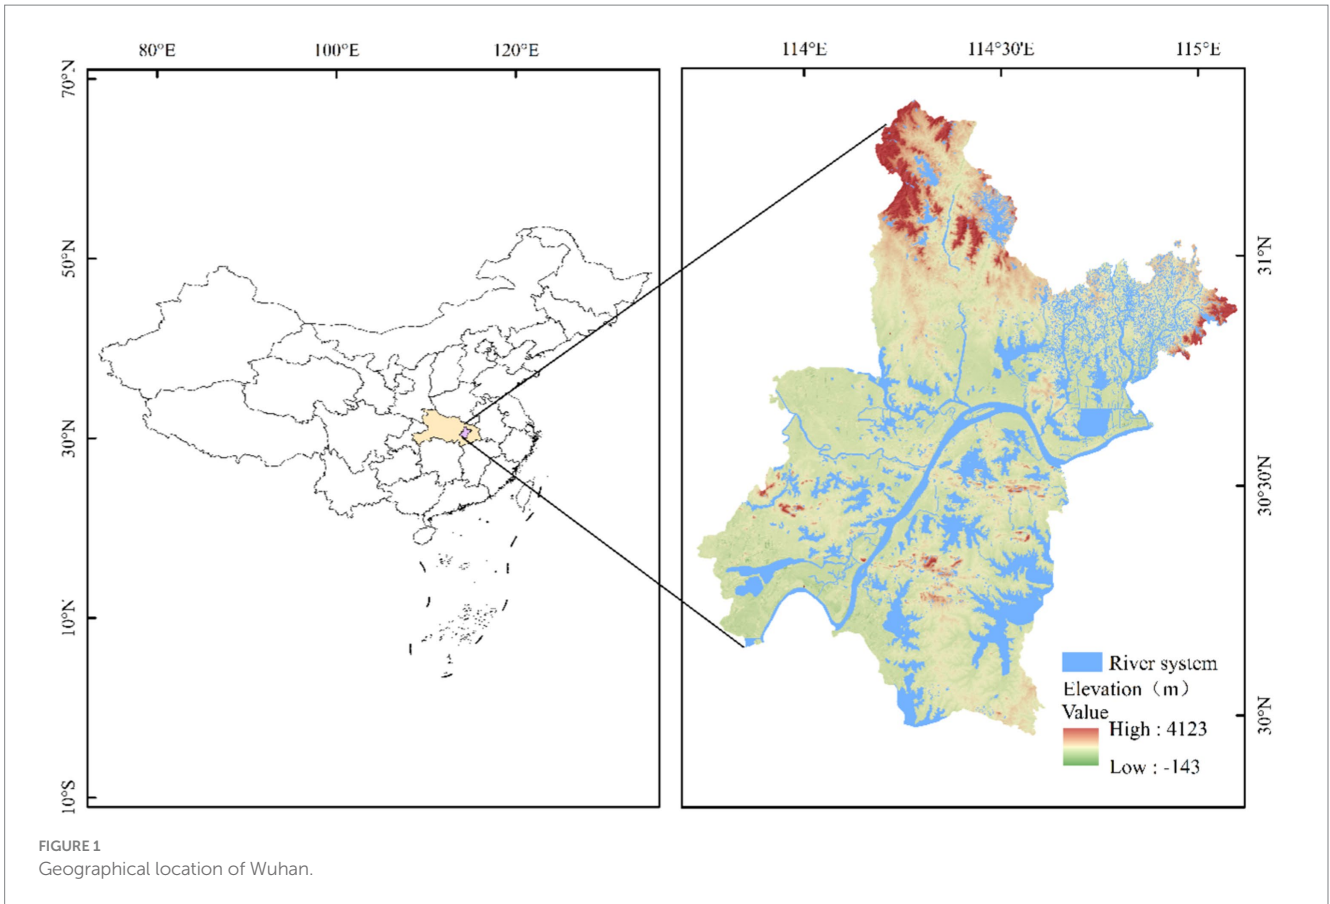 80°E 100°E 120°E
70°N
50°N
30°N
10°N
10°S
114°E 114°30'E 115°E
31°N
30°30'N
30°N
River system
Elevation（m）
Value
High : 4123
Low : -143
FIGURE 1
Geographical location of Wuhan.